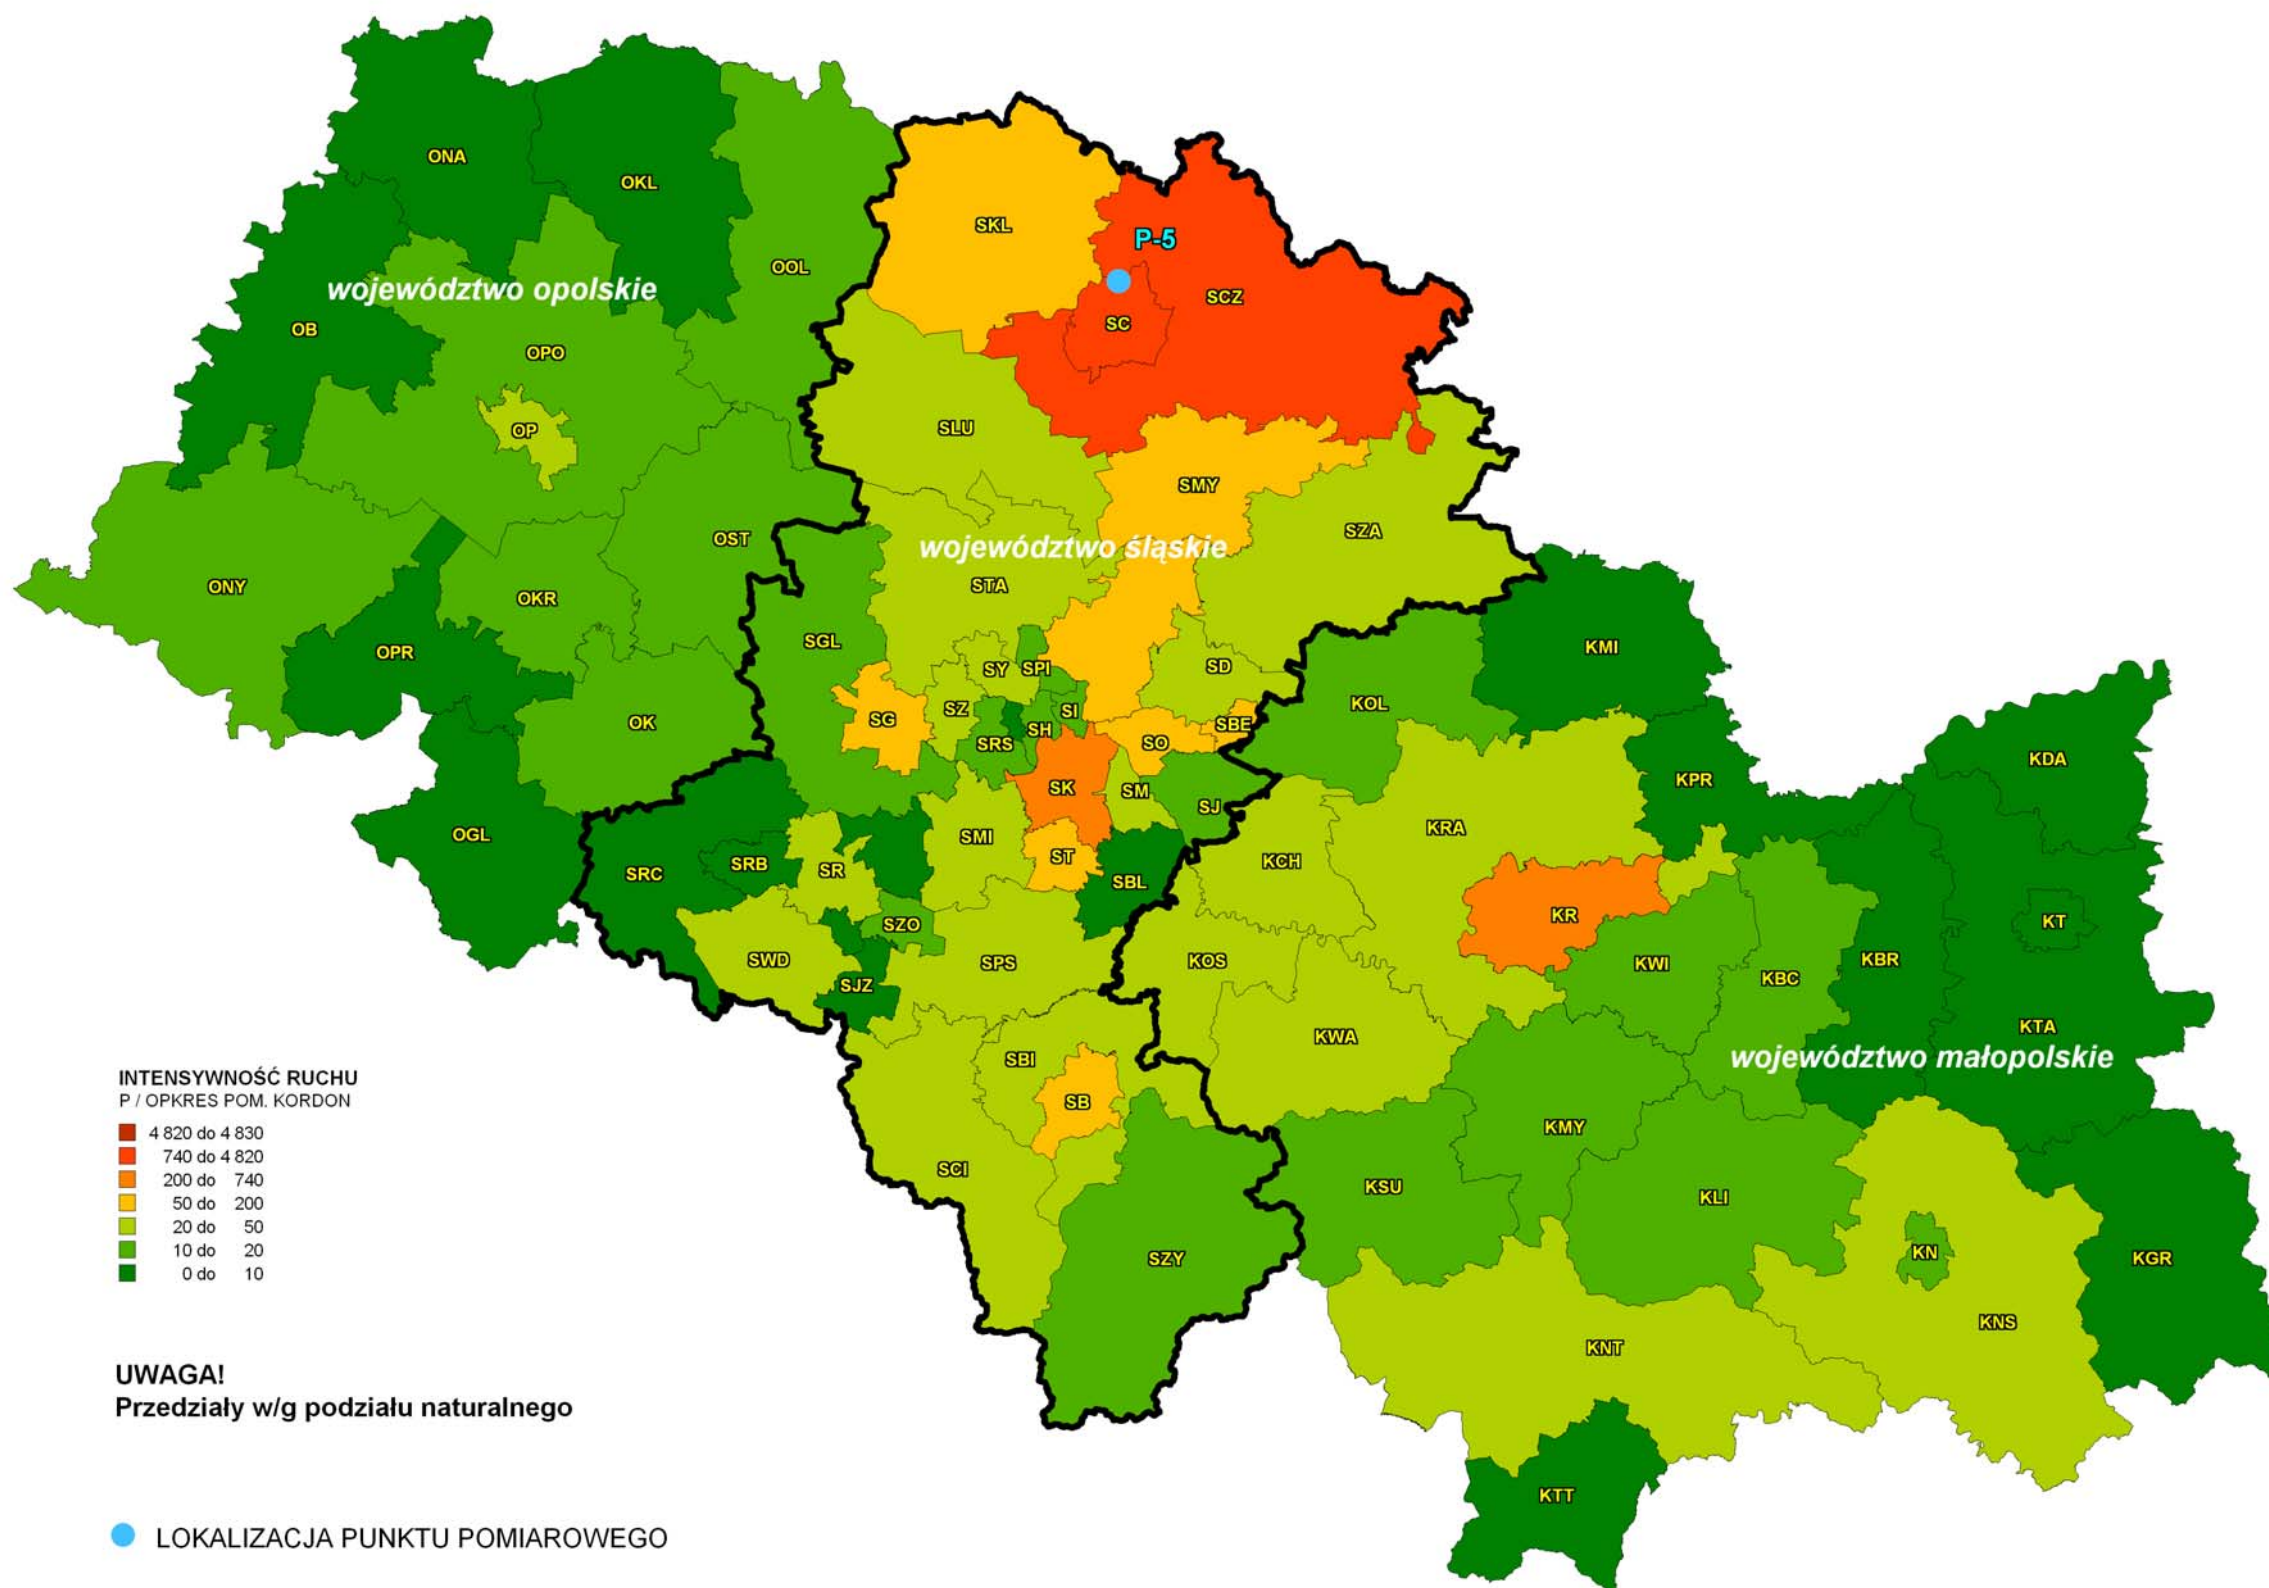 ONA
OKL
SKL
P-5
OOL
województwo opolskie
SCZ
OB
SC
OPO
OP
SLU
SMY
SZA
OST
województwo śląskie
ONY
STA
OKR
SGL
KMI
OPR
SY
SPI
SD
KOL
OK
SG
SZ
SI
SH
SBE
SRS
SO
KDA
KPR
SK
SM
SJ
OGL
SMI
KRA
ST
KCH
SRC
SRB
SR
SBL
KR
KT
SZO
SWD
SPS
KOS
KWI
KBR
KBC
SJZ
KTA
KWA
SBI
województwo małopolskie
INTENSYWNOŚĆ RUCHU
P / OPKRES POM. KORDON
4 820 do 4 830
740 do 4 820
200 do 740
50 do 200
20 do 50
10 do 20
0 do 10
SB
KMY
SCI
KSU
KLI
SZY
KN
KGR
KNS
KNT
UWAGA!
Przedziały w/g podziału naturalnego
KTT
LOKALIZACJA PUNKTU POMIAROWEGO